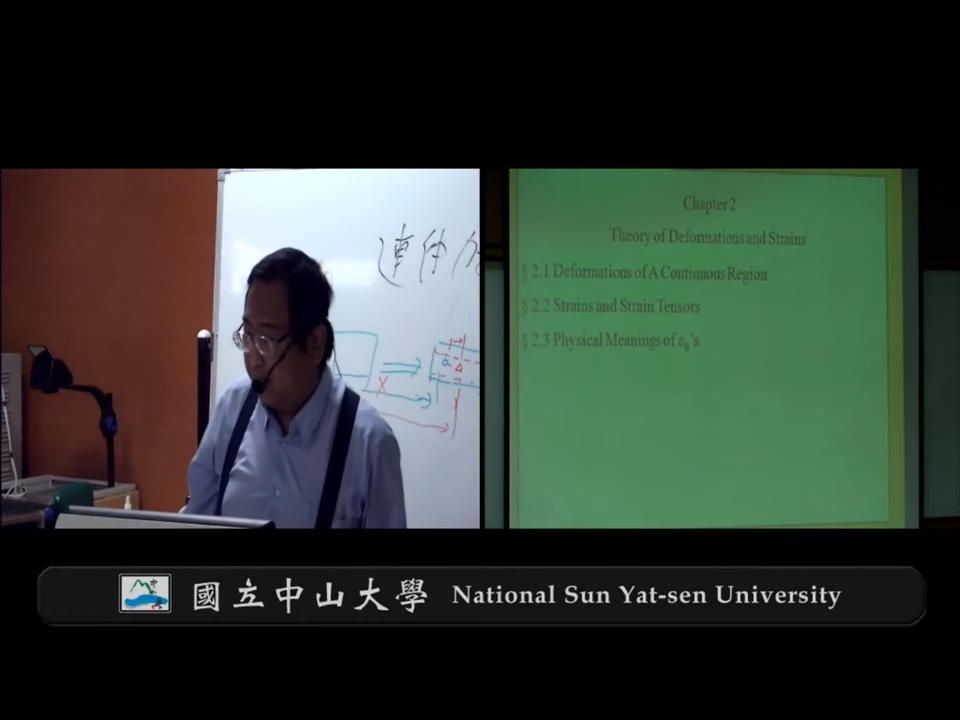 連体力
Chapter 2
Theory of Deformations and Strains
§ 2.1 Deformations of A Continuous Region
§ 2.2 Strains and Strain Tensors
§ 2.3 Physical Meanings of εij's
國立中山大學 National Sun Yat-sen University